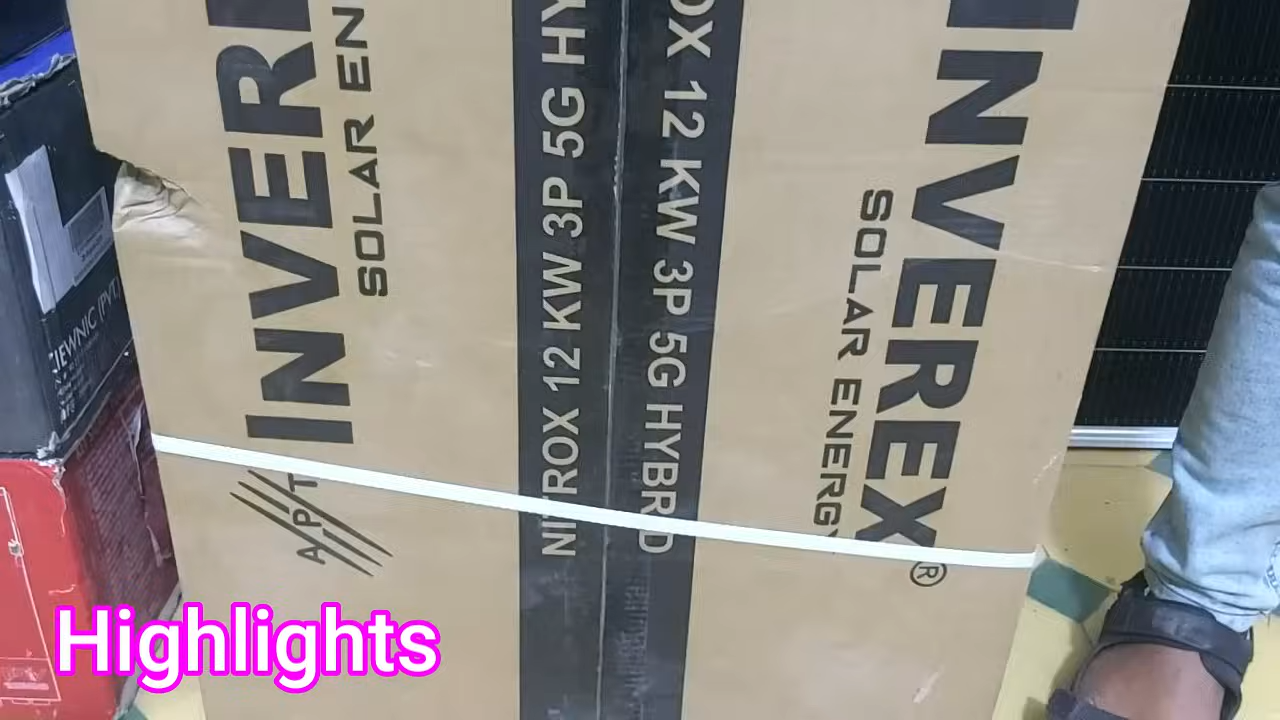 INVER
SOLAR EN
APT
NITROX 12 KW 3P 5G HY
OX 12 KW 3P 5G HYBRD
INVEREX®
SOLAR ENERGY
(PVT)
Highlights